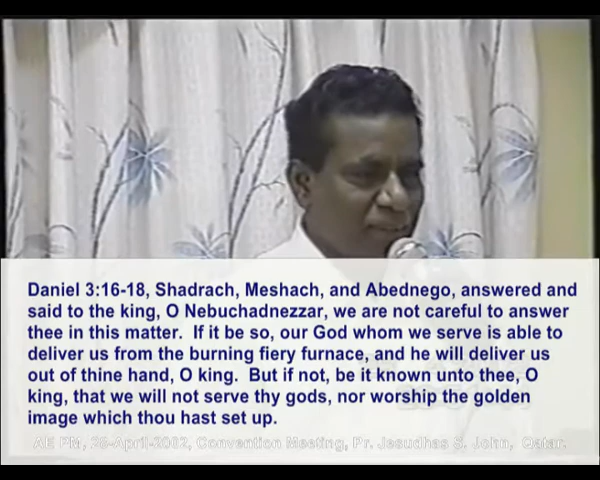 Daniel 3:16-18, Shadrach, Meshach, and Abednego, answered and
said to the king, O Nebuchadnezzar, we are not careful to answer
thee in this matter.  If it be so, our God whom we serve is able to
deliver us from the burning fiery furnace, and he will deliver us
out of thine hand, O king.  But if not, be it known unto thee, O
king, that we will not serve thy gods, nor worship the golden
image which thou hast set up.
AE PM, 25-April-2002, Convention Meeting, Pr. Jesudhas S. John,  Qatar.